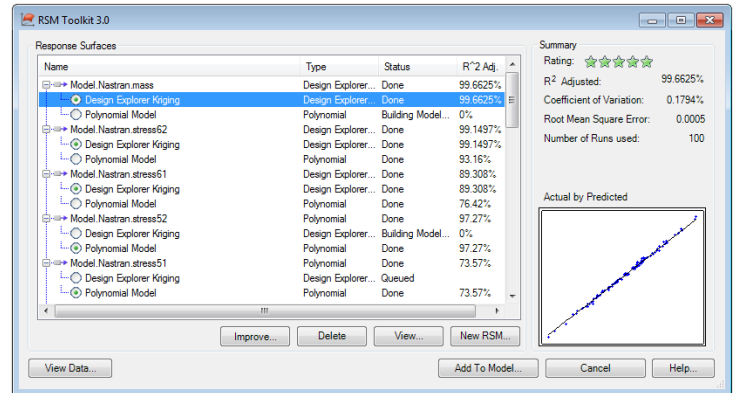 RSM Toolkit 3.0
Response Surfaces
Name Type Status R^2 Adj.
Model.Nastran.mass Design Explorer... Done 99.6625%
Design Explorer Kriging Design Explorer... Done 99.6625%
Polynomial Model Polynomial Building Model... 0%
Model.Nastran.stress62 Design Explorer... Done 99.1497%
Design Explorer Kriging Design Explorer... Done 99.1497%
Polynomial Model Polynomial Done 93.16%
Model.Nastran.stress61 Design Explorer... Done 89.308%
Design Explorer Kriging Design Explorer... Done 89.308%
Polynomial Model Polynomial Done 76.42%
Model.Nastran.stress52 Polynomial Done 97.27%
Design Explorer Kriging Design Explorer... Building Model... 0%
Polynomial Model Polynomial Done 97.27%
Model.Nastran.stress51 Polynomial Done 73.57%
Design Explorer Kriging Design Explorer... Queued
Polynomial Model Polynomial Done 73.57%
Improve... Delete View... New RSM...
Summary
Rating:
R2 Adjusted: 99.6625%
Coefficient of Variation: 0.1794%
Root Mean Square Error: 0.0005
Number of Runs used: 100
Actual by Predicted
View Data... Add To Model... Cancel Help...